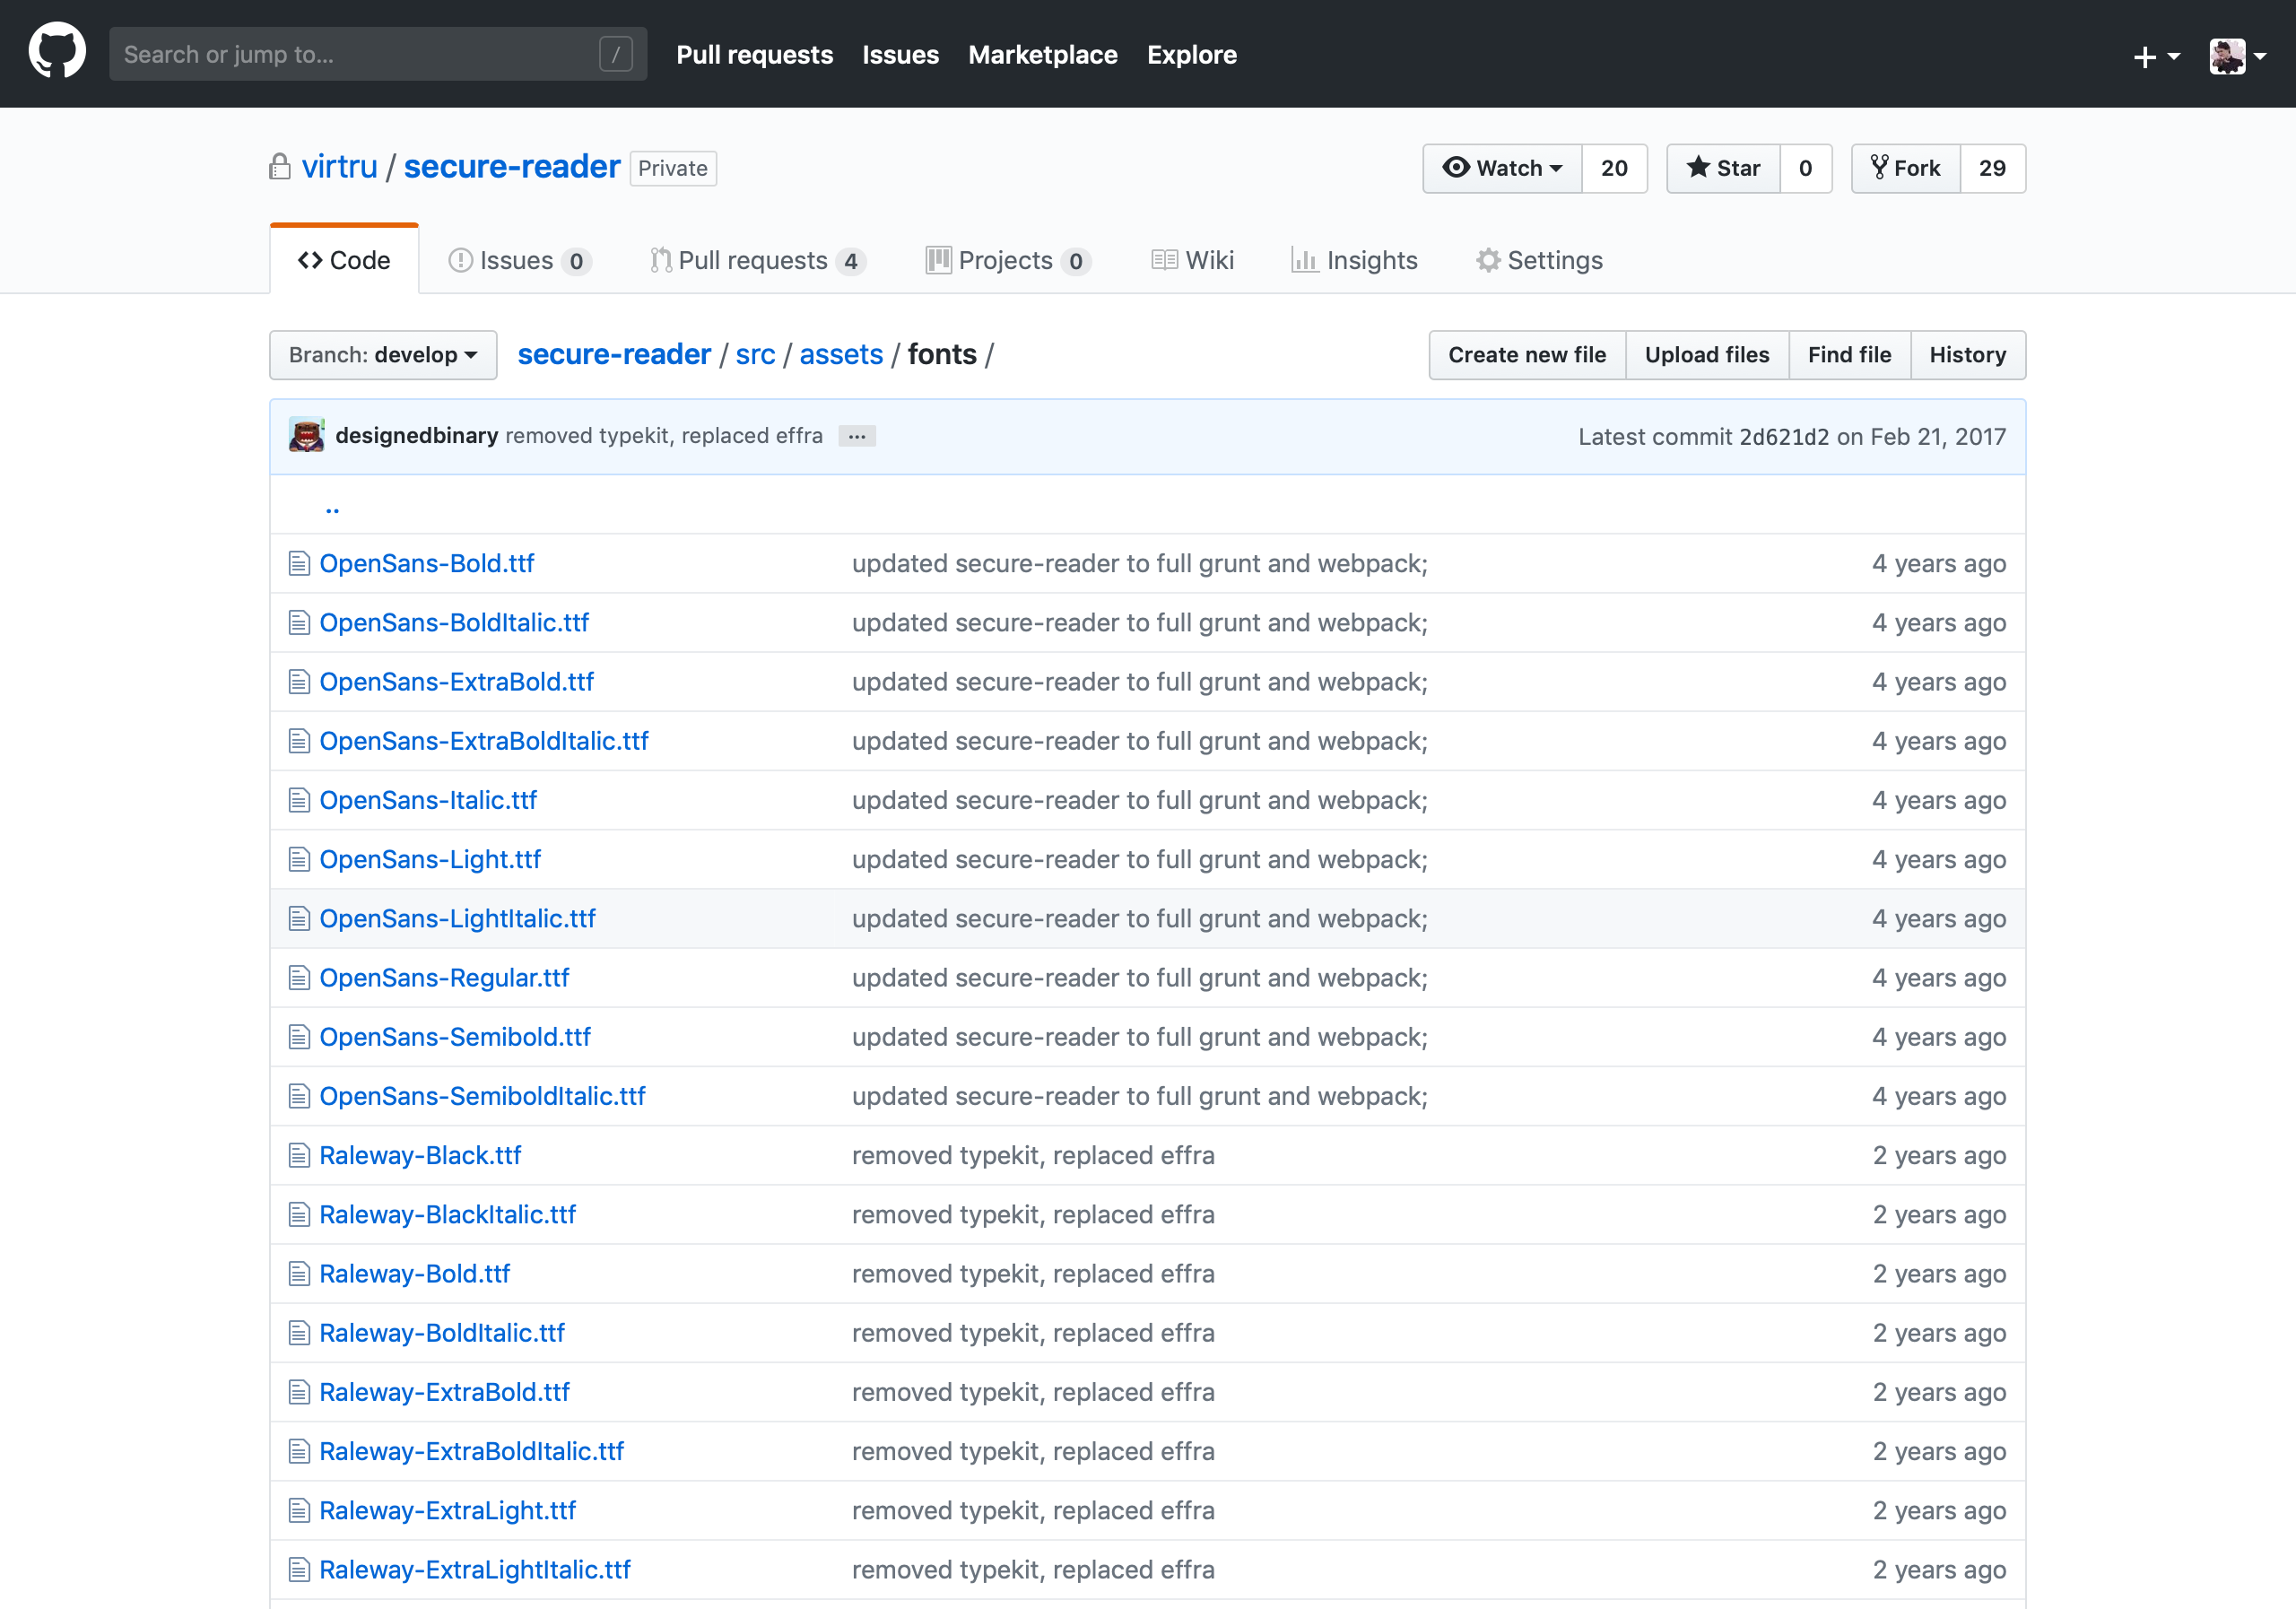 Search or jump to... /
Pull requests Issues Marketplace Explore
virtru / secure-reader Private
Watch 20 Star 0 Fork 29
Code Issues 0 Pull requests 4 Projects 0 Wiki Insights Settings
Branch: develop secure-reader / src / assets / fonts /
Create new file Upload files Find file History
designedbinary removed typekit, replaced effra ... Latest commit 2d621d2 on Feb 21, 2017
..
OpenSans-Bold.ttf updated secure-reader to full grunt and webpack; 4 years ago
OpenSans-BoldItalic.ttf updated secure-reader to full grunt and webpack; 4 years ago
OpenSans-ExtraBold.ttf updated secure-reader to full grunt and webpack; 4 years ago
OpenSans-ExtraBoldItalic.ttf updated secure-reader to full grunt and webpack; 4 years ago
OpenSans-Italic.ttf updated secure-reader to full grunt and webpack; 4 years ago
OpenSans-Light.ttf updated secure-reader to full grunt and webpack; 4 years ago
OpenSans-LightItalic.ttf updated secure-reader to full grunt and webpack; 4 years ago
OpenSans-Regular.ttf updated secure-reader to full grunt and webpack; 4 years ago
OpenSans-Semibold.ttf updated secure-reader to full grunt and webpack; 4 years ago
OpenSans-SemiboldItalic.ttf updated secure-reader to full grunt and webpack; 4 years ago
Raleway-Black.ttf removed typekit, replaced effra 2 years ago
Raleway-BlackItalic.ttf removed typekit, replaced effra 2 years ago
Raleway-Bold.ttf removed typekit, replaced effra 2 years ago
Raleway-BoldItalic.ttf removed typekit, replaced effra 2 years ago
Raleway-ExtraBold.ttf removed typekit, replaced effra 2 years ago
Raleway-ExtraBoldItalic.ttf removed typekit, replaced effra 2 years ago
Raleway-ExtraLight.ttf removed typekit, replaced effra 2 years ago
Raleway-ExtraLightItalic.ttf removed typekit, replaced effra 2 years ago